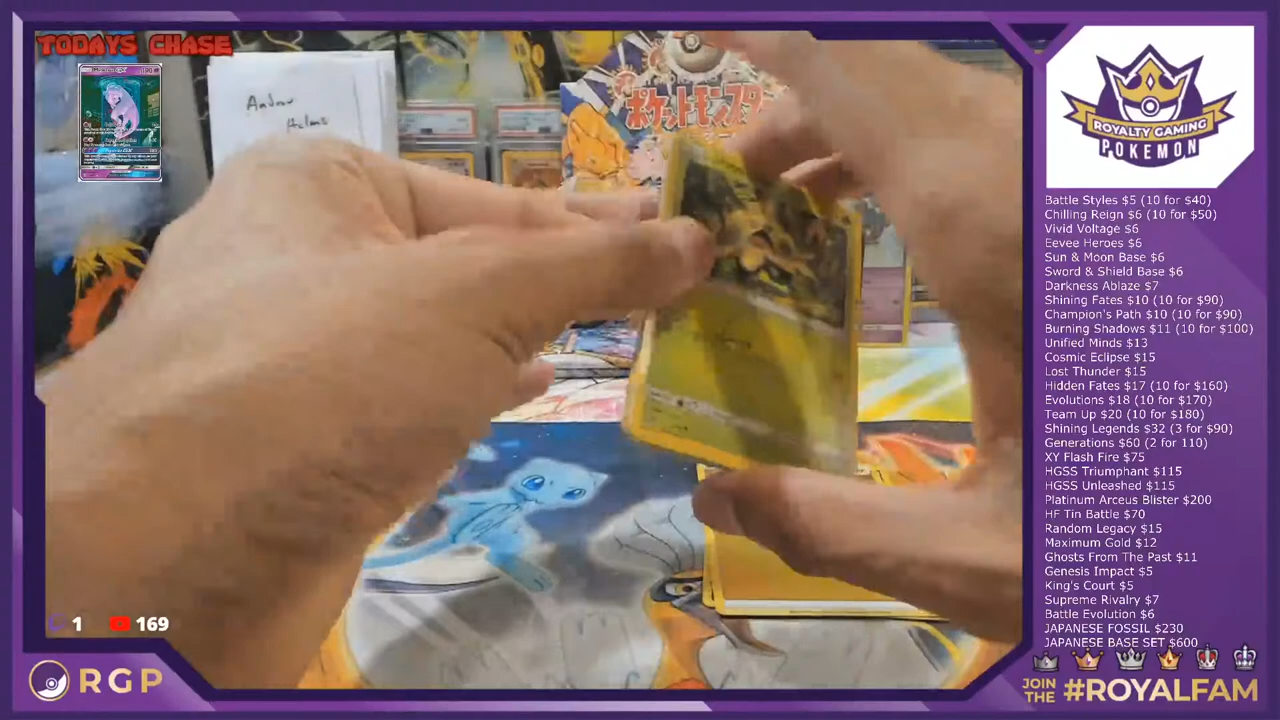 TODAYS CHASE
Andrew
Helms
ポケットモンスター
ROYALTY GAMING
POKEMON
Battle Styles $5 (10 for $40)
Chilling Reign $6 (10 for $50)
Vivid Voltage $6
Eevee Heroes $6
Sun & Moon Base $6
Sword & Shield Base $6
Darkness Ablaze $7
Shining Fates $10 (10 for $90)
Champion's Path $10 (10 for $90)
Burning Shadows $11 (10 for $100)
Unified Minds $13
Cosmic Eclipse $15
Lost Thunder $15
Hidden Fates $17 (10 for $160)
Evolutions $18 (10 for $170)
Team Up $20 (10 for $180)
Shining Legends $32 (3 for $90)
Generations $60 (2 for 110)
XY Flash Fire $75
HGSS Triumphant $115
HGSS Unleashed $115
Platinum Arceus Blister $200
HF Tin Battle $70
Random Legacy $15
Maximum Gold $12
Ghosts From The Past $11
Genesis Impact $5
King's Court $5
Supreme Rivalry $7
Battle Evolution $6
JAPANESE FOSSIL $230
JAPANESE BASE SET $600
1 169
RGP
JOIN
THE #ROYALFAM